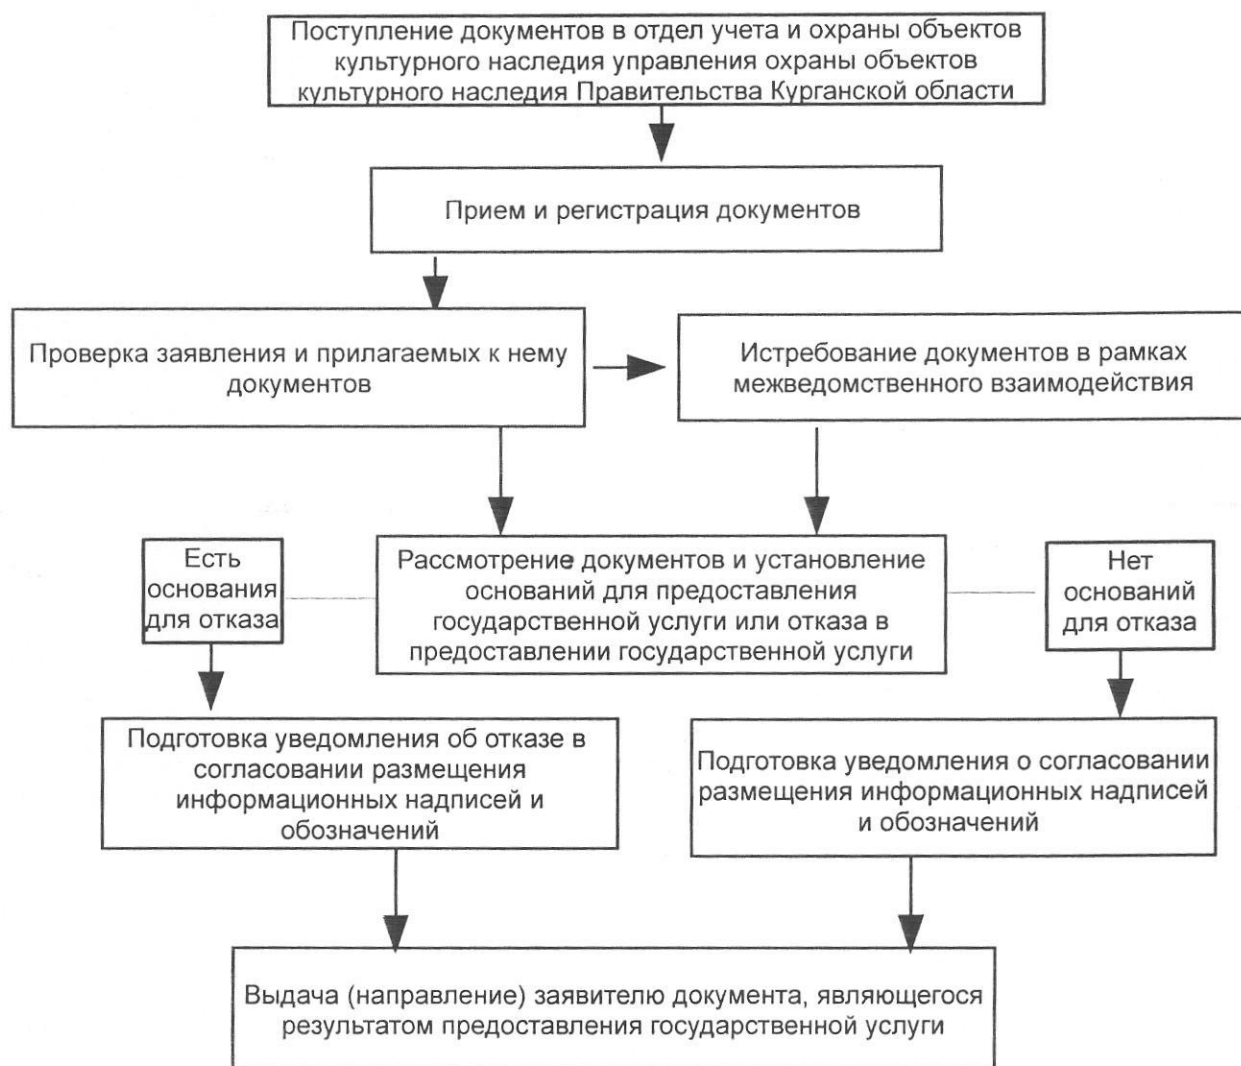 Поступление документов в отдел учета и охраны объектов
культурного наследия управления охраны объектов
культурного наследия Правительства Курганской области
Прием и регистрация документов
Проверка заявления и прилагаемых к нему
документов
Истребование документов в рамках
межведомственного взаимодействия
Есть
основания
для отказа
Рассмотрение документов и установление
оснований для предоставления
государственной услуги или отказа в
предоставлении государственной услуги
Нет
оснований
для отказа
Подготовка уведомления об отказе в
согласовании размещения
информационных надписей и
обозначений
Подготовка уведомления о согласовании
размещения информационных надписей
и обозначений
Выдача (направление) заявителю документа, являющегося
результатом предоставления государственной услуги